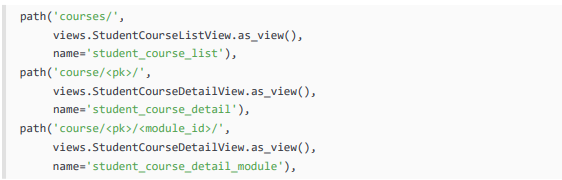 path('courses/',
views.StudentCourseListView.as_view(),
name='student_course_list'),
path('course/<pk>/',
views.StudentCourseDetailView.as_view(),
name='student_course_detail'),
path('course/<pk>/<module_id>/',
views.StudentCourseDetailView.as_view(),
name='student_course_detail_module'),